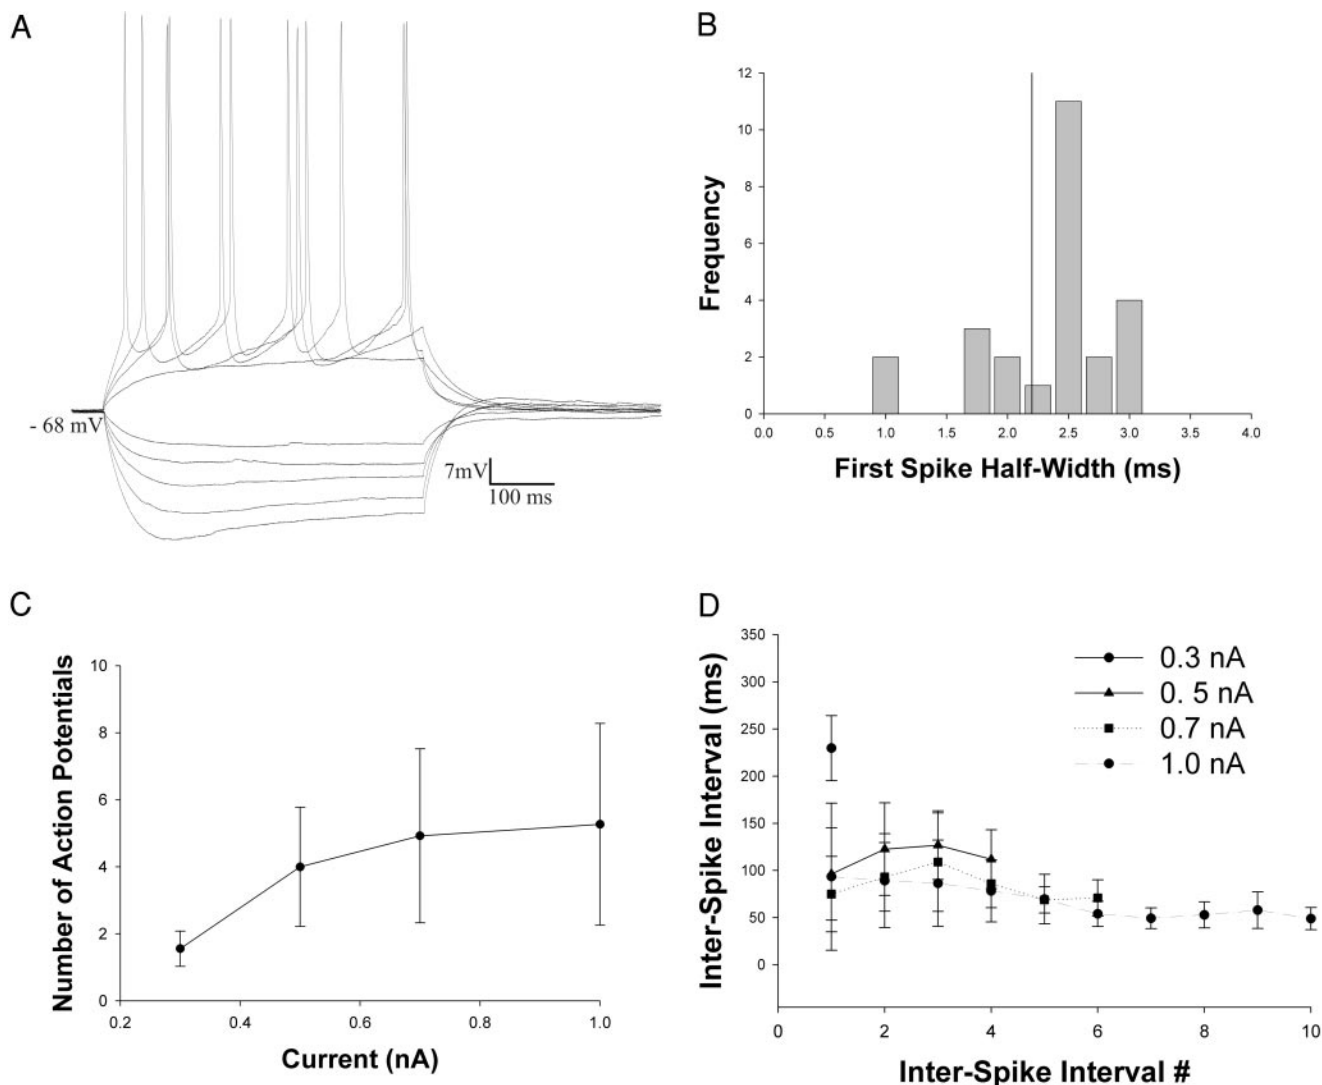 A
- 68 mV
7mV
100 ms
B
12
10
8
6
4
2
0
Frequency
0.0 0.5 1.0 1.5 2.0 2.5 3.0 3.5 4.0
First Spike Half-Width (ms)
C
10
8
6
4
2
0
Number of Action Potentials
0.2 0.4 0.6 0.8 1.0
Current (nA)
D
350
300
250
200
150
100
50
0
Inter-Spike Interval (ms)
0.3 nA
0. 5 nA
0.7 nA
1.0 nA
0 2 4 6 8 10
Inter-Spike Interval #